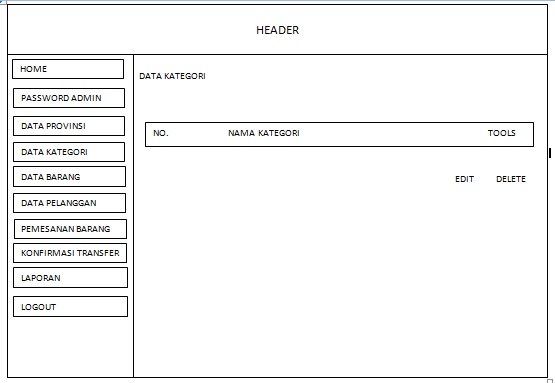 HEADER
HOME
PASSWORD ADMIN
DATA PROVINSI
DATA KATEGORI
DATA BARANG
DATA PELANGGAN
PEMESANAN BARANG
KONFIRMASI TRANSFER
LAPORAN
LOGOUT
DATA KATEGORI
NO. NAMA KATEGORI TOOLS
EDIT DELETE